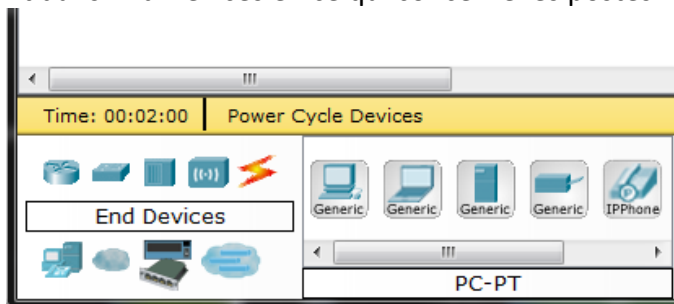 Time: 00:02:00 Power Cycle Devices
End Devices
Generic Generic Generic Generic IPPhone
PC-PT